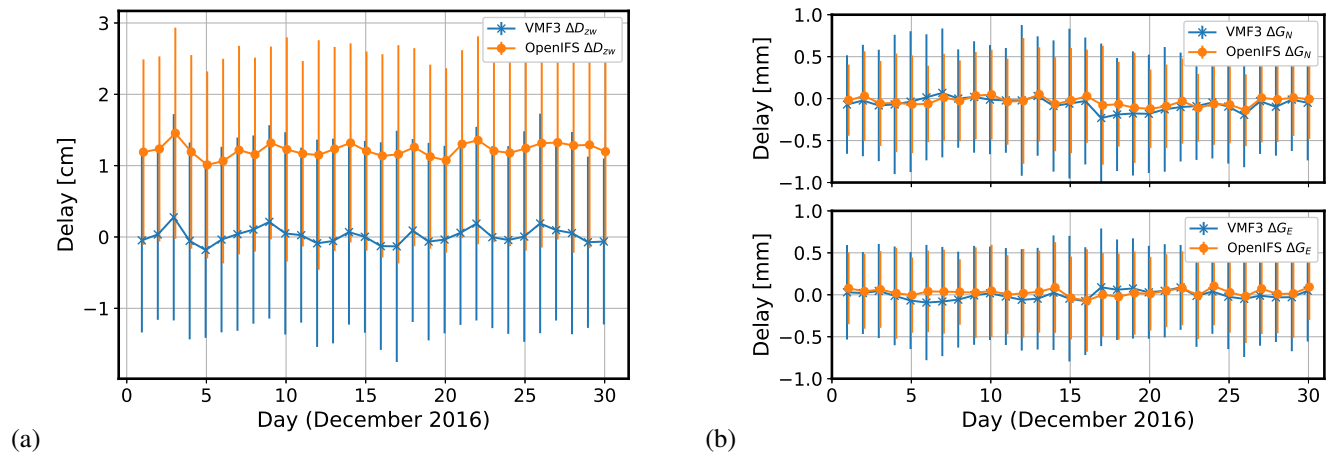 3
2
1
0
−1
Delay [cm]
VMF3 ΔD_zw
OpenIFS ΔD_zw
0
5
10
15
20
25
30
Day (December 2016)
(a)
1.0
0.5
0.0
−0.5
−1.0
Delay [mm]
VMF3 ΔG_N
OpenIFS ΔG_N
1.0
0.5
0.0
−0.5
−1.0
Delay [mm]
VMF3 ΔG_E
OpenIFS ΔG_E
0
5
10
15
20
25
30
Day (December 2016)
(b)